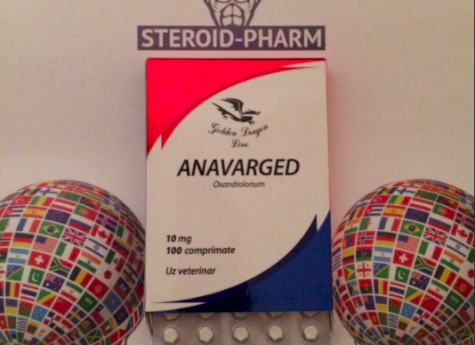 STEROID-PHARM
Golden Dragon
Line
ANAVARGED
Oxandrolonum
10 mg
100 comprimate
Uz veterinar